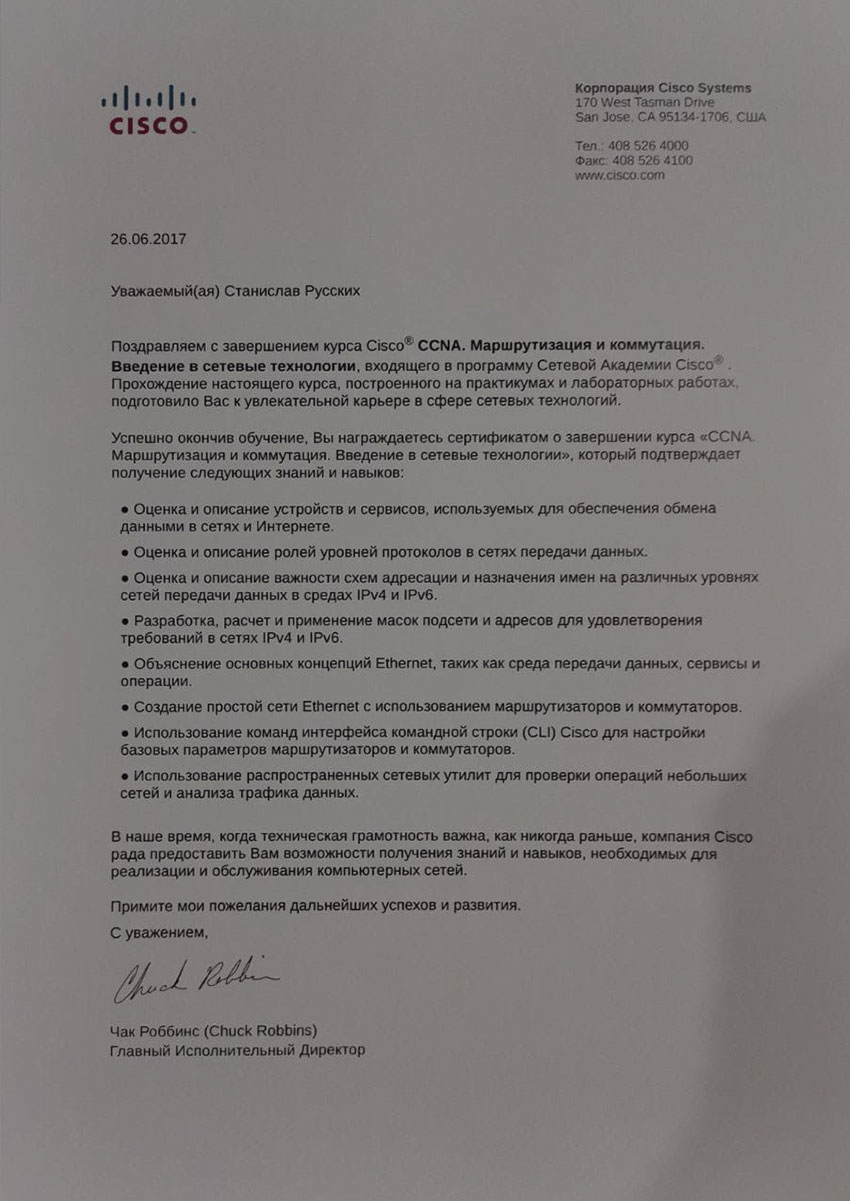 CISCO
Корпорация Cisco Systems
170 West Tasman Drive
San Jose, CA 95134-1706, США
Тел.: 408 526 4000
Факс: 408 526 4100
www.cisco.com
26.06.2017
Уважаемый(ая) Станислав Русских
Поздравляем с завершением курса Cisco® CCNA. Маршрутизация и коммутация.
Введение в сетевые технологии, входящего в программу Сетевой Академии Cisco® .
Прохождение настоящего курса, построенного на практикумах и лабораторных работах,
подготовило Вас к увлекательной карьере в сфере сетевых технологий.
Успешно окончив обучение, Вы награждаетесь сертификатом о завершении курса «CCNA.
Маршрутизация и коммутация. Введение в сетевые технологии», который подтверждает
получение следующих знаний и навыков:
● Оценка и описание устройств и сервисов, используемых для обеспечения обмена
данными в сетях и Интернете.
● Оценка и описание ролей уровней протоколов в сетях передачи данных.
● Оценка и описание важности схем адресации и назначения имен на различных уровнях
сетей передачи данных в средах IPv4 и IPv6.
● Разработка, расчет и применение масок подсети и адресов для удовлетворения
требований в сетях IPv4 и IPv6.
● Объяснение основных концепций Ethernet, таких как среда передачи данных, сервисы и
операции.
● Создание простой сети Ethernet с использованием маршрутизаторов и коммутаторов.
● Использование команд интерфейса командной строки (CLI) Cisco для настройки
базовых параметров маршрутизаторов и коммутаторов.
● Использование распространенных сетевых утилит для проверки операций небольших
сетей и анализа трафика данных.
В наше время, когда техническая грамотность важна, как никогда раньше, компания Cisco
рада предоставить Вам возможности получения знаний и навыков, необходимых для
реализации и обслуживания компьютерных сетей.
Примите мои пожелания дальнейших успехов и развития.
С уважением,
Chuck Robbins
Чак Роббинс (Chuck Robbins)
Главный Исполнительный Директор